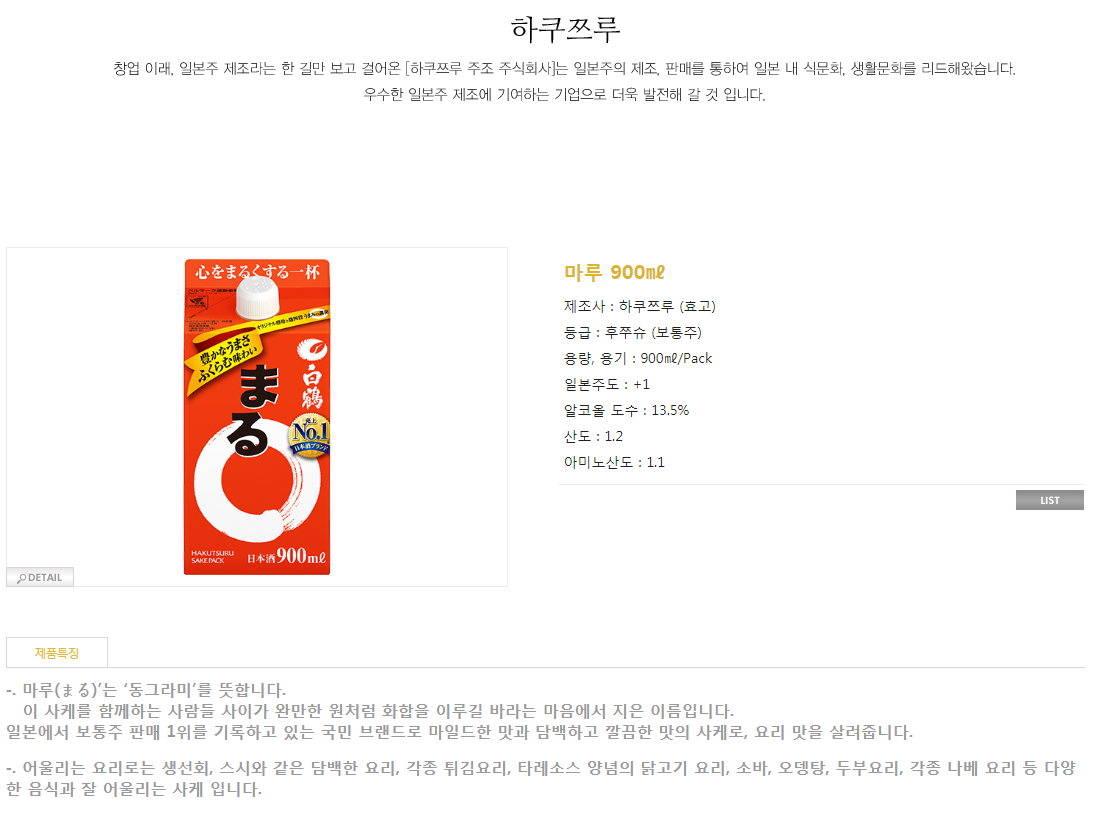 하쿠쯔루
창업 이래, 일본주 제조라는 한 길만 보고 걸어온 [하쿠쯔루 주조 주식회사]는 일본주의 제조, 판매를 통하여 일본 내 식문화, 생활문화를 리드해왔습니다.
우수한 일본주 제조에 기여하는 기업으로 더욱 발전해 갈 것 입니다.
心をまるくする一杯
豊かなうまさ
ふくらむ味わい
まる
白鶴
売上
No.1
日本酒ブランド
HAKUTSURU
SAKE PACK
日本酒900mℓ
DETAIL
마루 900㎖
제조사 : 하쿠쯔루 (효고)
등급 : 후쭈슈 (보통주)
용량, 용기 : 900㎖/Pack
일본주도 : +1
알코올 도수 : 13.5%
산도 : 1.2
아미노산도 : 1.1
LIST
제품특징
-. 마루(まる)’는 ‘동그라미’를 뜻합니다.
이 사케를 함께하는 사람들 사이가 완만한 원처럼 화합을 이루길 바라는 마음에서 지은 이름입니다.
일본에서 보통주 판매 1위를 기록하고 있는 국민 브랜드로 마일드한 맛과 담백하고 깔끔한 맛의 사케로, 요리 맛을 살려줍니다.
-. 어울리는 요리로는 생선회, 스시와 같은 담백한 요리, 각종 튀김요리, 타레소스 양념의 닭고기 요리, 소바, 오뎅탕, 두부요리, 각종 나베 요리 등 다양
한 음식과 잘 어울리는 사케 입니다.